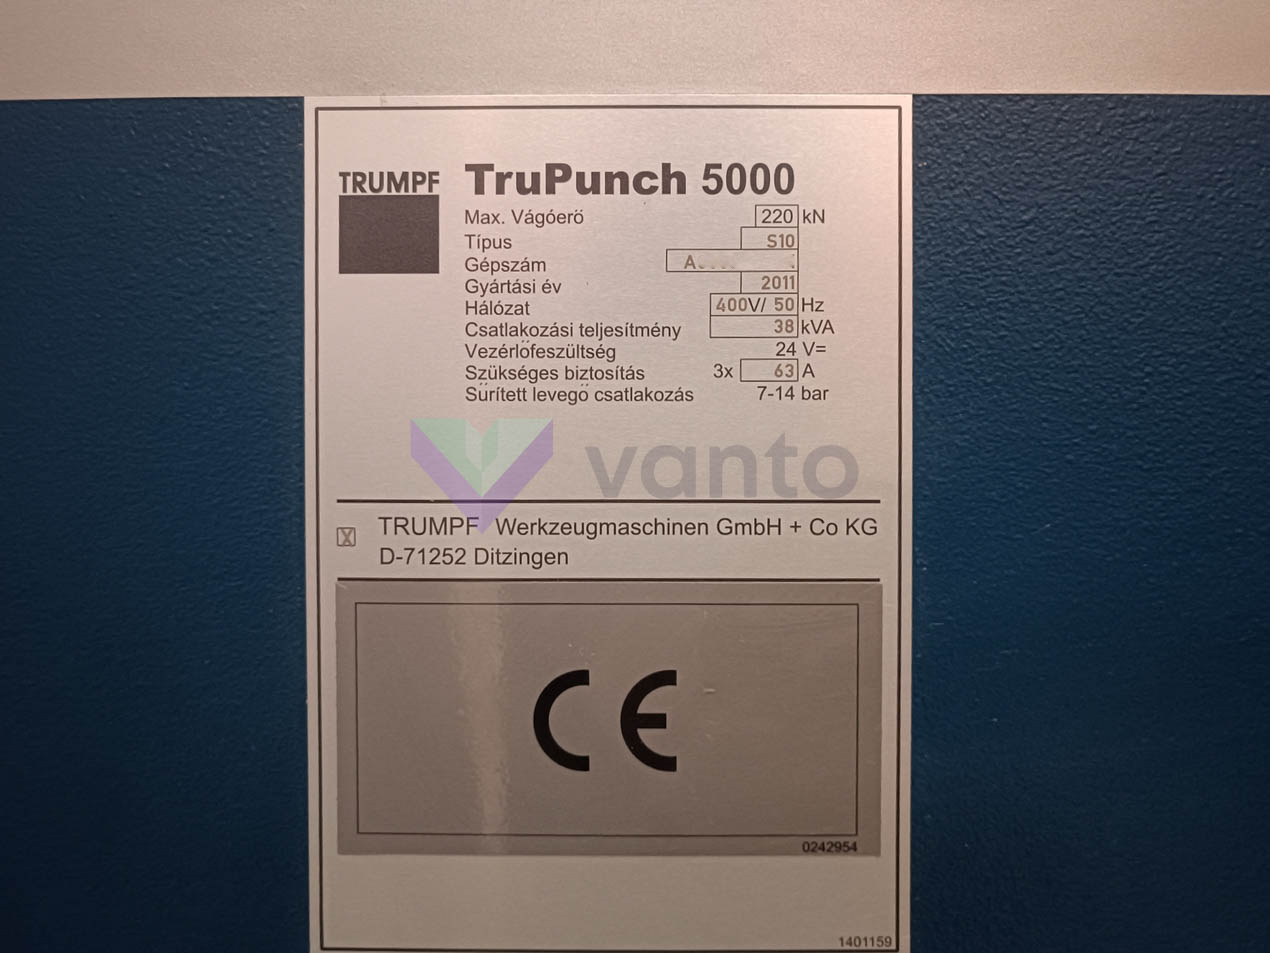 TRUMPF TruPunch 5000
Max. Vágóerö 220 kN
Típus S10
Gépszám A
Gyártási év 2011
Hálózat 400V/ 50 Hz
Csatlakozási teljesítmény 38 kVA
Vezérlőfeszültség 24 V=
Szükséges biztosítás 3x 63 A
Sűrített levegő csatlakozás 7-14 bar
vanto
X TRUMPF Werkzeugmaschinen GmbH + Co KG
D-71252 Ditzingen
CE
0242954
1401159